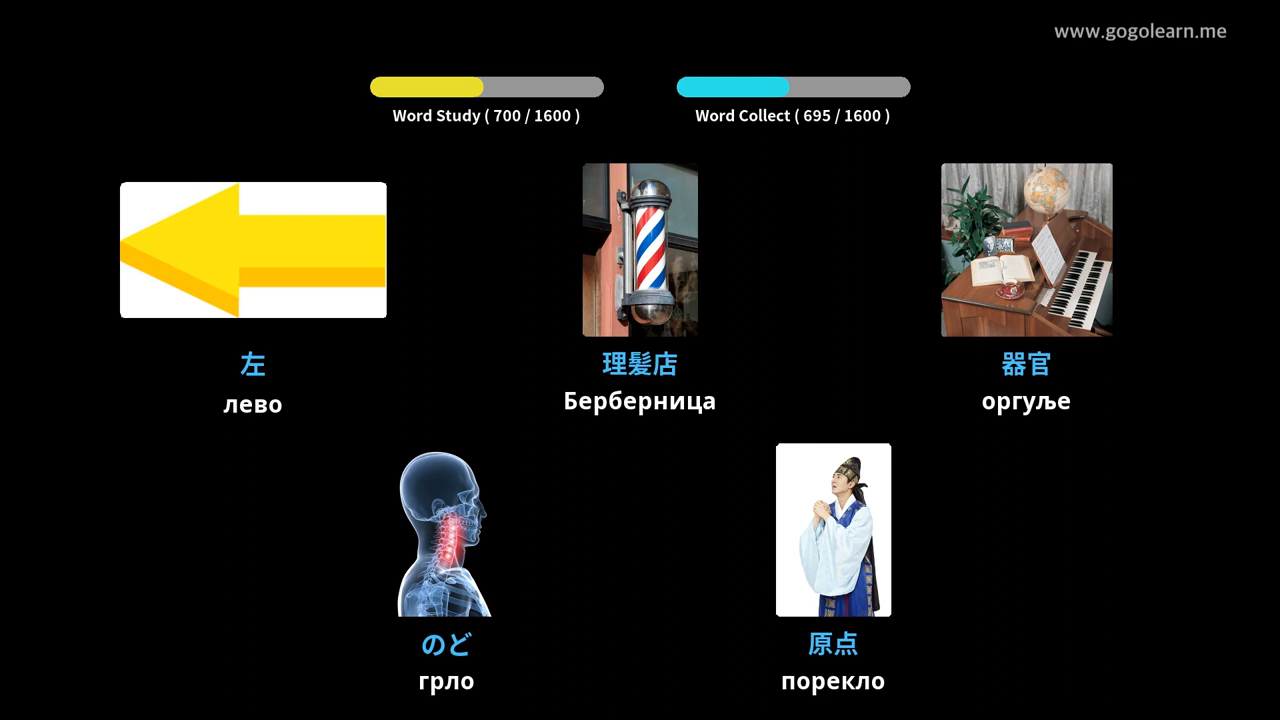 www.gogolearn.me
Word Study ( 700 / 1600 )
Word Collect ( 695 / 1600 )
左
лево
理髪店
Берберница
器官
оргуље
のど
грло
原点
порекло